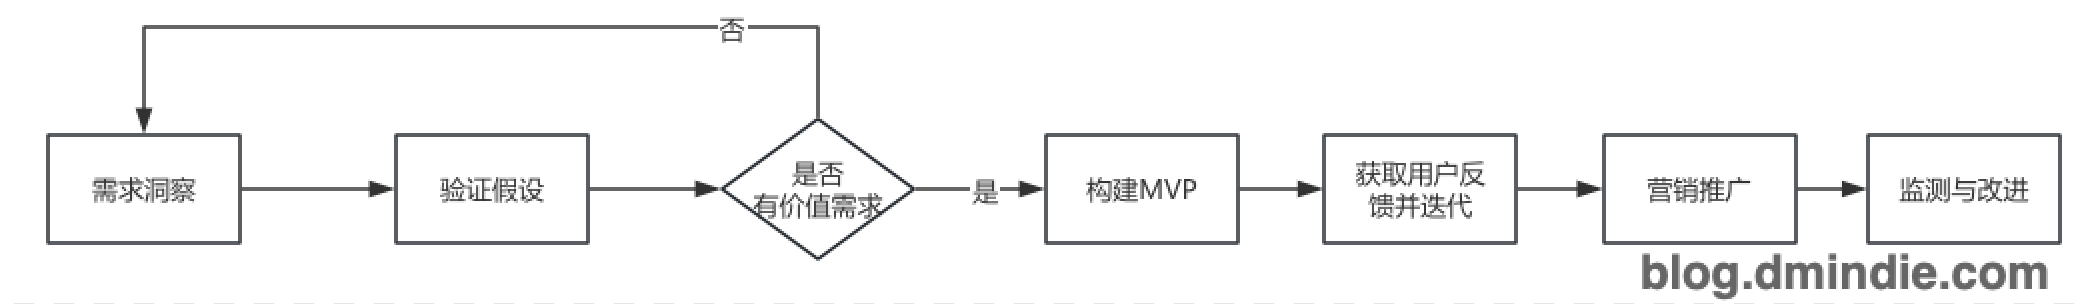 否
需求洞察
验证假设
是否
有价值需求
是
构建MVP
获取用户反
馈并迭代
营销推广
监测与改进
blog.dmindie.com